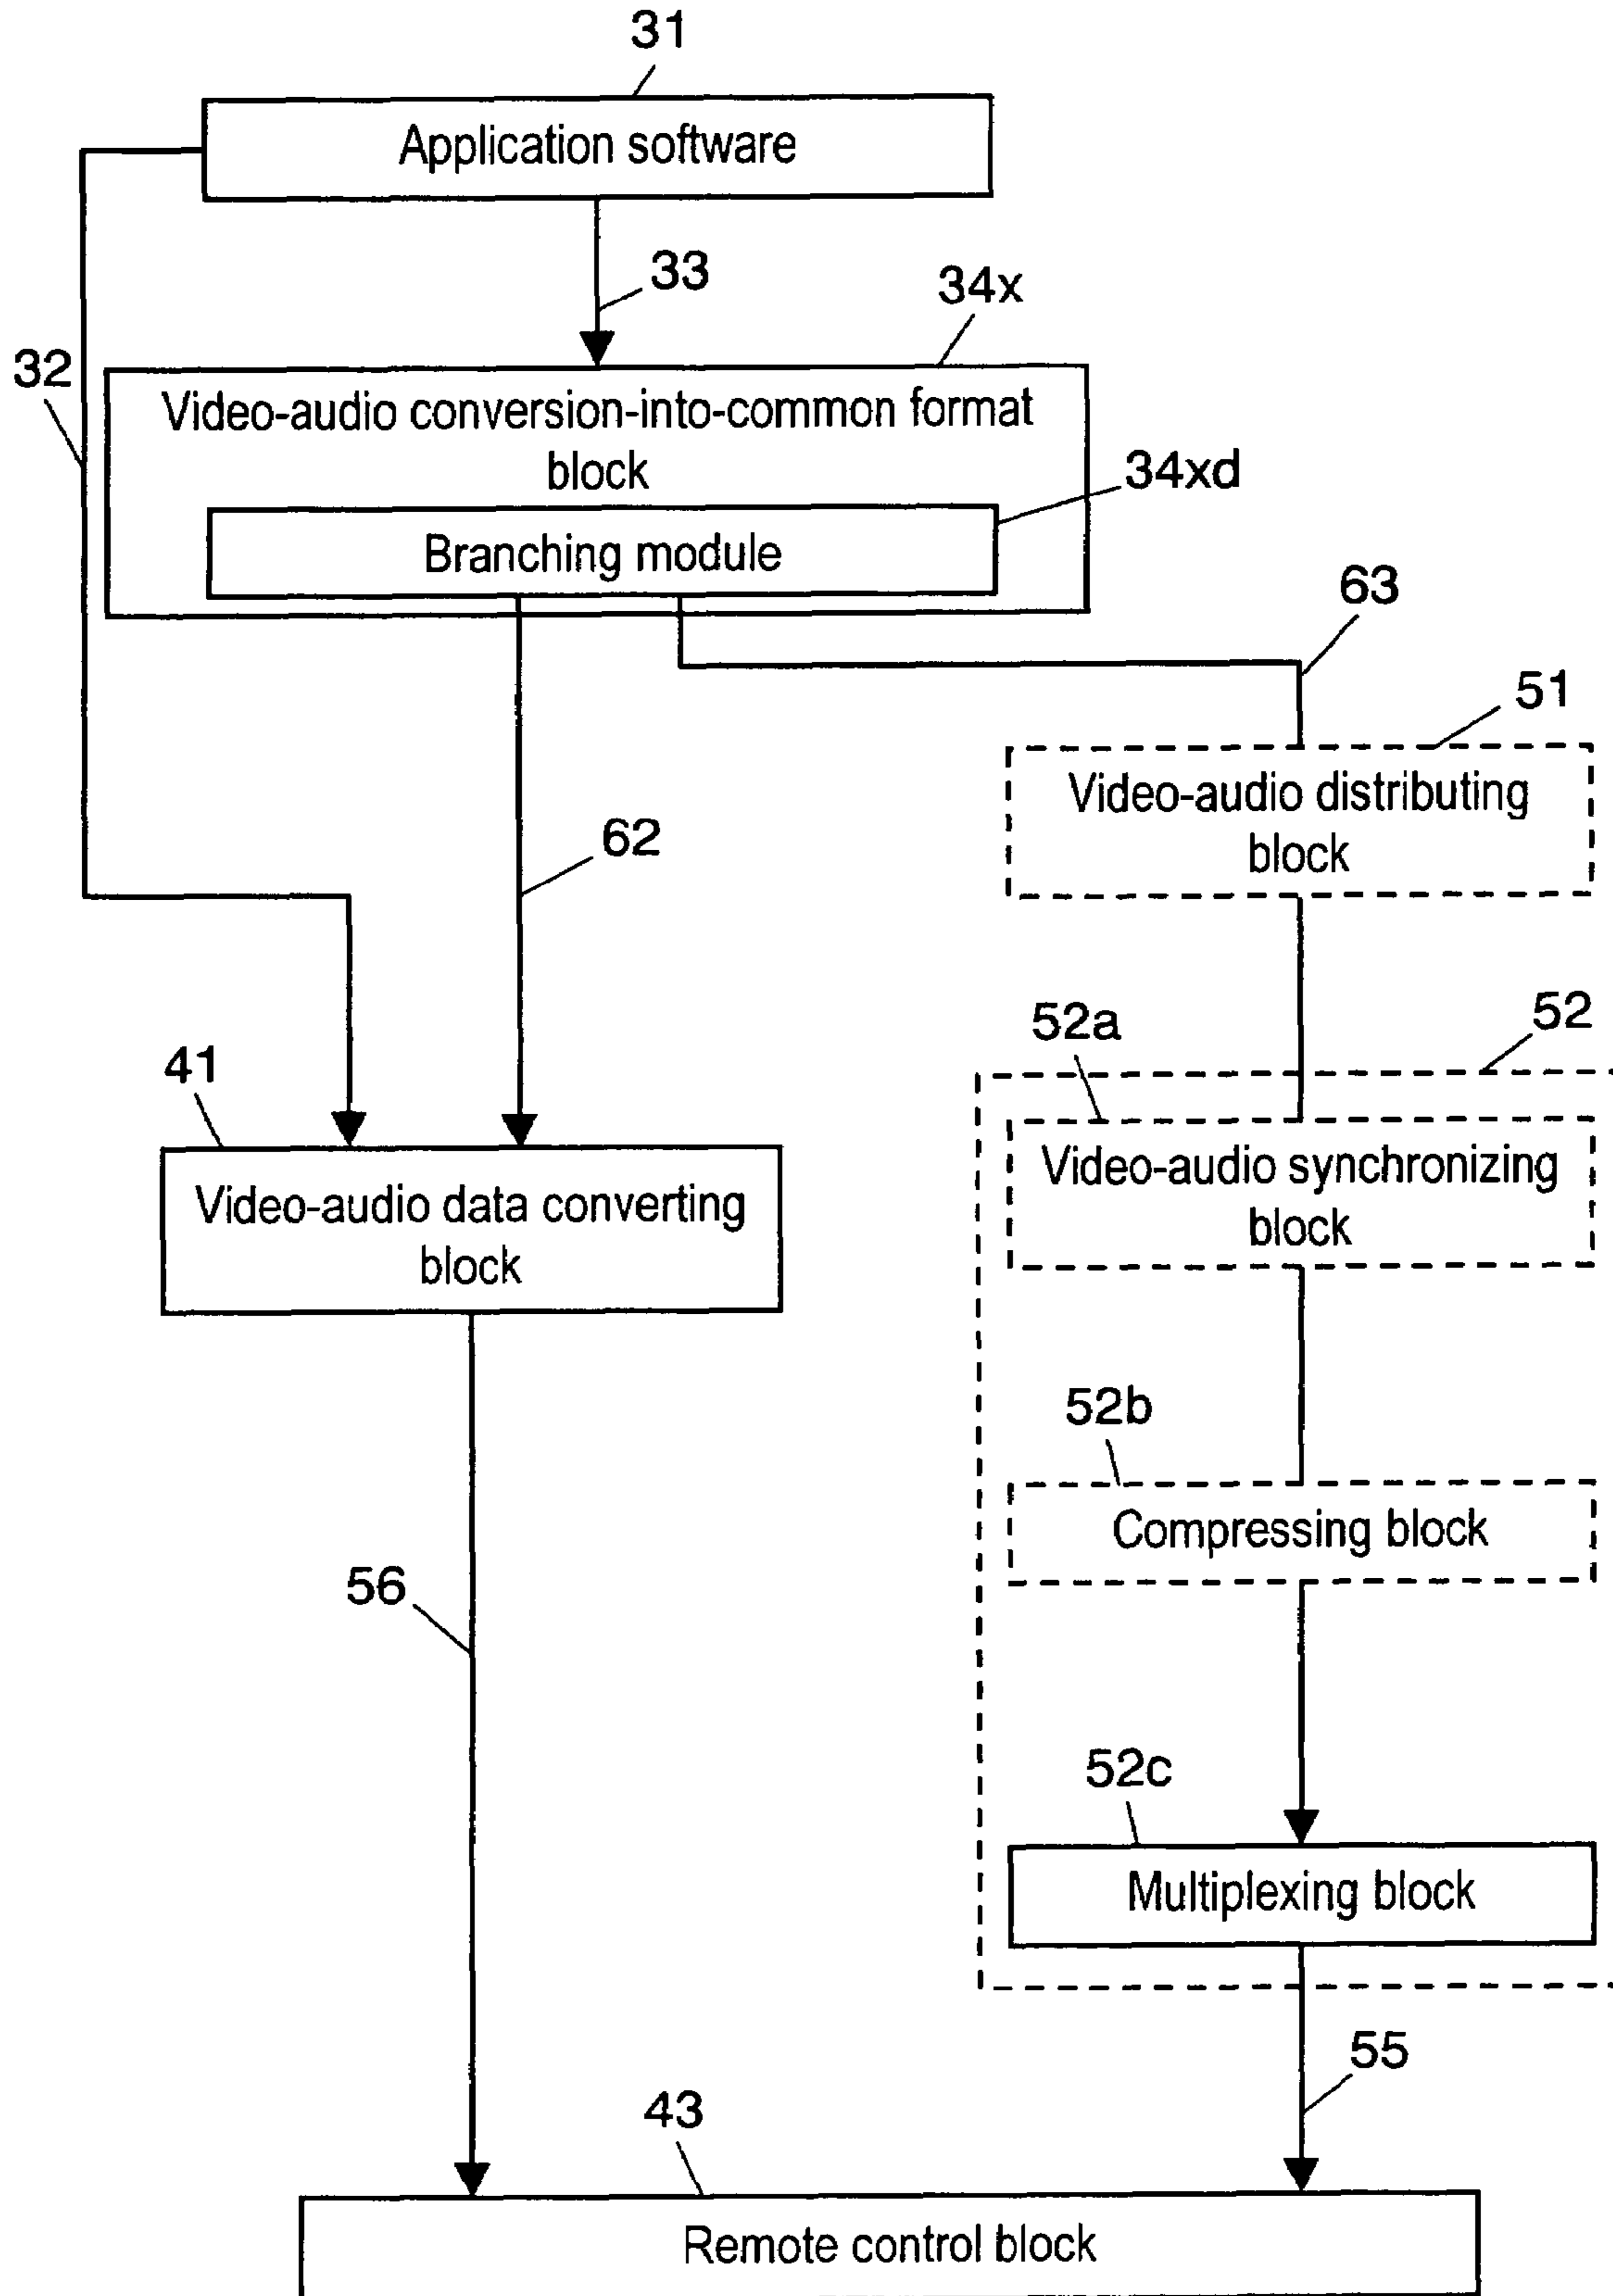 31
Application software
33
34x
32
Video-audio conversion-into-common format
block
34xd
Branching module
63
51
Video-audio distributing
block
62
52a
52
41
Video-audio synchronizing
block
Video-audio data converting
block
52b
Compressing block
56
52c
Multiplexing block
55
43
Remote control block